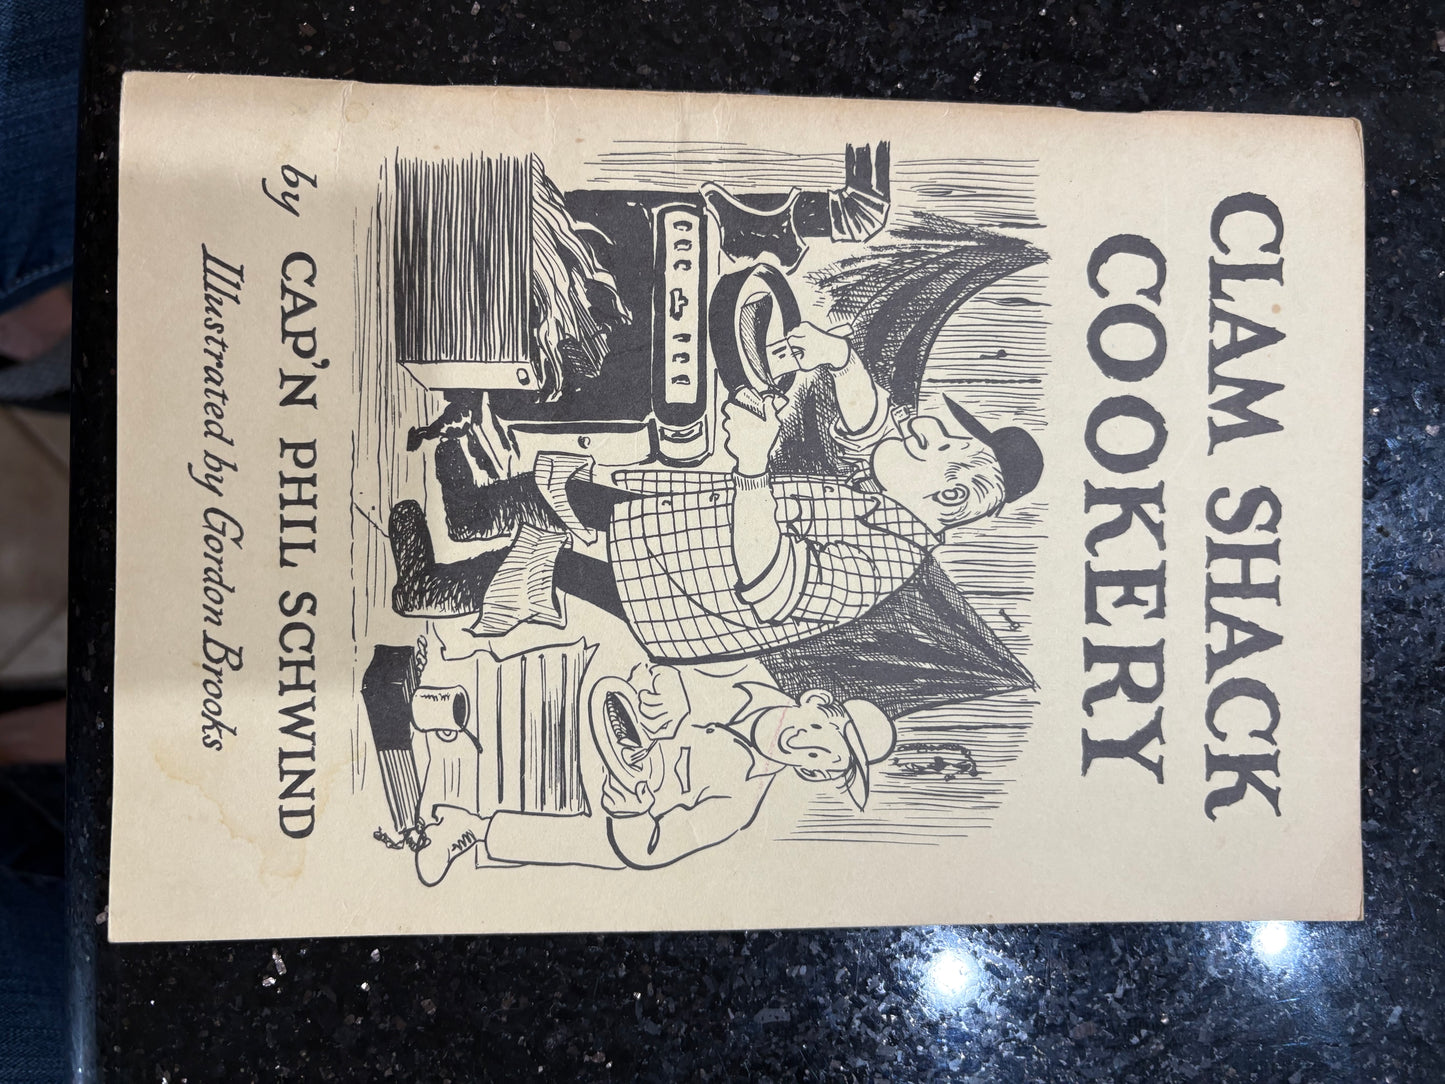 CLAM SHACK
COOKERY
by CAP'N PHIL SCHWIND
Illustrated by Gordon Brooks